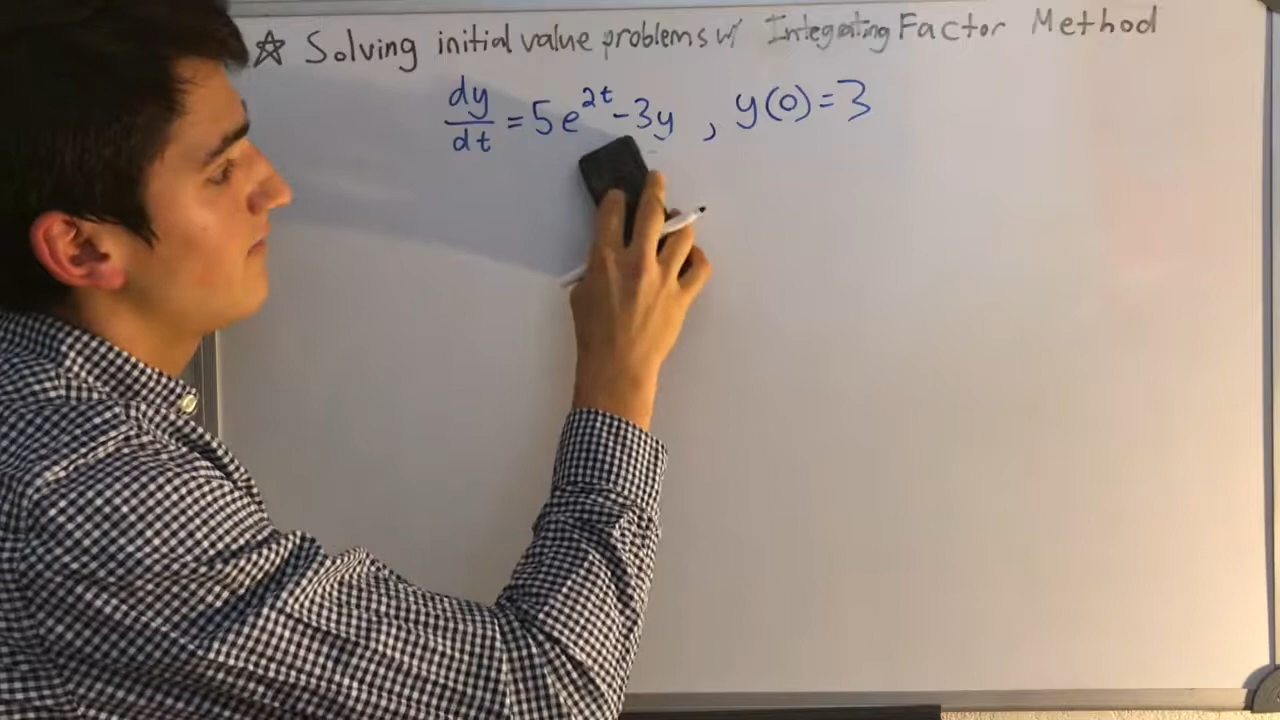 ☆ Solving initial value problems w/ Integrating Factor Method
dy/dt = 5e^{2t} - 3y , y(0) = 3